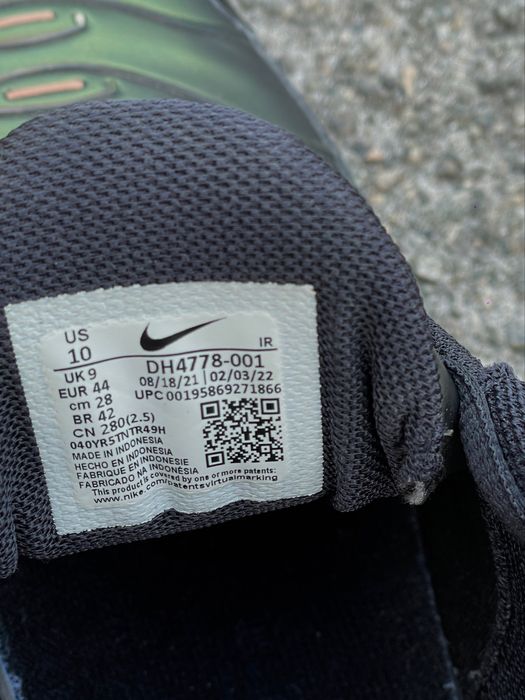 US
10
IR
UK 9
DH4778-001
EUR 44
08/18/21 | 02/03/22
cm 28
UPC 00195869271866
BR 42
CN 280(2.5)
040YR5TNTR49H
MADE IN INDONESIA
HECHO EN INDONESIA
FABRIQUE EN INDONESIE
FABRICADO NA INDONÉSIA
This product is covered by one or more patents:
www.nike.com/patentsvirtualmarking